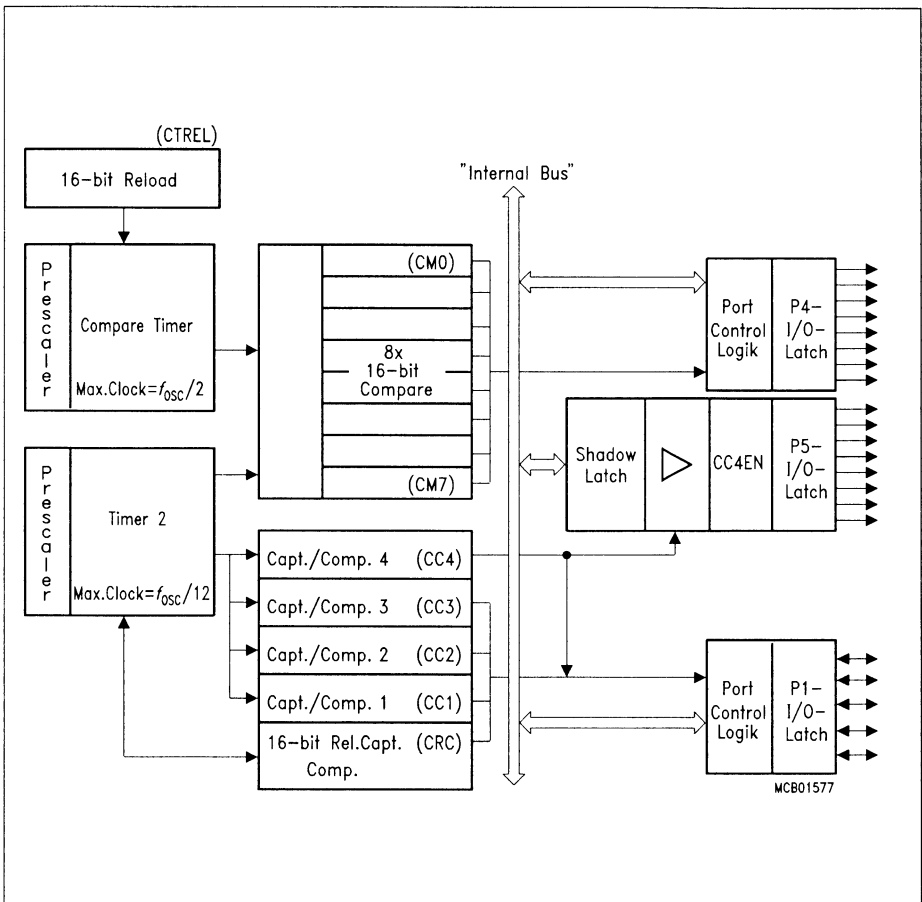 (CTREL)
16-bit Reload
Prescaler
Compare Timer
Max.Clock=fOSC/2
Prescaler
Timer 2
Max.Clock=fOSC/12
(CM0)
8x
16-bit
Compare
(CM7)
Capt./Comp. 4 (CC4)
Capt./Comp. 3 (CC3)
Capt./Comp. 2 (CC2)
Capt./Comp. 1 (CC1)
16-bit Rel.Capt. (CRC)
Comp.
"Internal Bus"
Port
Control
Logik
P4-
I/O-
Latch
Shadow
Latch
CC4EN
P5-
I/O-
Latch
Port
Control
Logik
P1-
I/O-
Latch
MCB01577